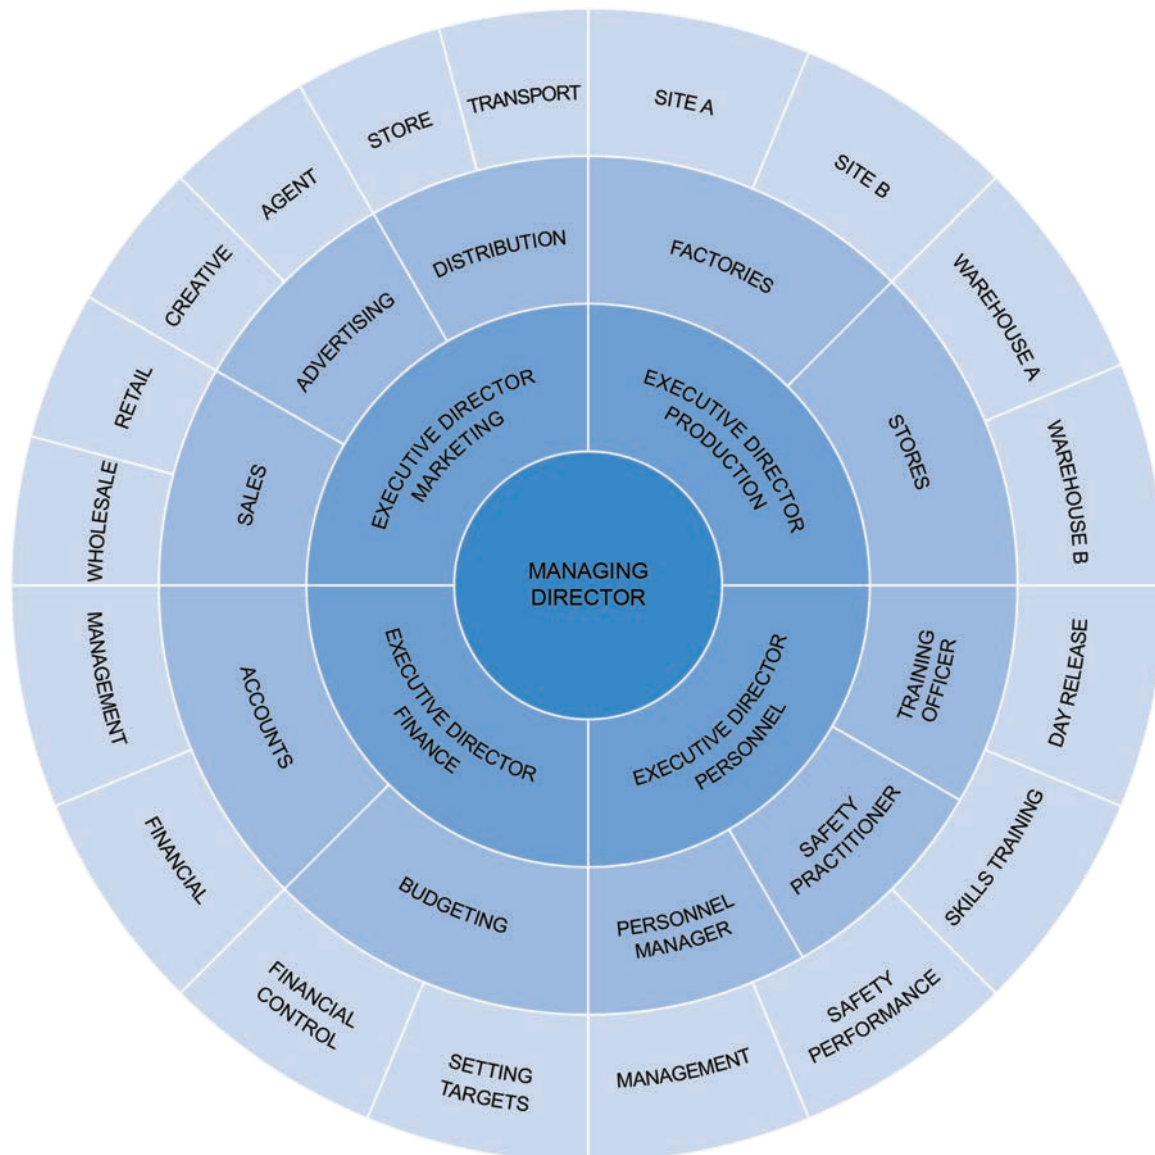 MANAGING
DIRECTOR
EXECUTIVE DIRECTOR
MARKETING
EXECUTIVE DIRECTOR
PRODUCTION
EXECUTIVE DIRECTOR
PERSONNEL
EXECUTIVE DIRECTOR
FINANCE
SALES
ADVERTISING
DISTRIBUTION
FACTORIES
STORES
TRAINING
OFFICER
SAFETY
PRACTITIONER
PERSONNEL
MANAGER
BUDGETING
ACCOUNTS
WHOLESALE
RETAIL
CREATIVE
AGENT
STORE
TRANSPORT
SITE A
SITE B
WAREHOUSE A
WAREHOUSE B
DAY RELEASE
SKILLS TRAINING
SAFETY
PERFORMANCE
MANAGEMENT
SETTING
TARGETS
FINANCIAL
CONTROL
FINANCIAL
MANAGEMENT